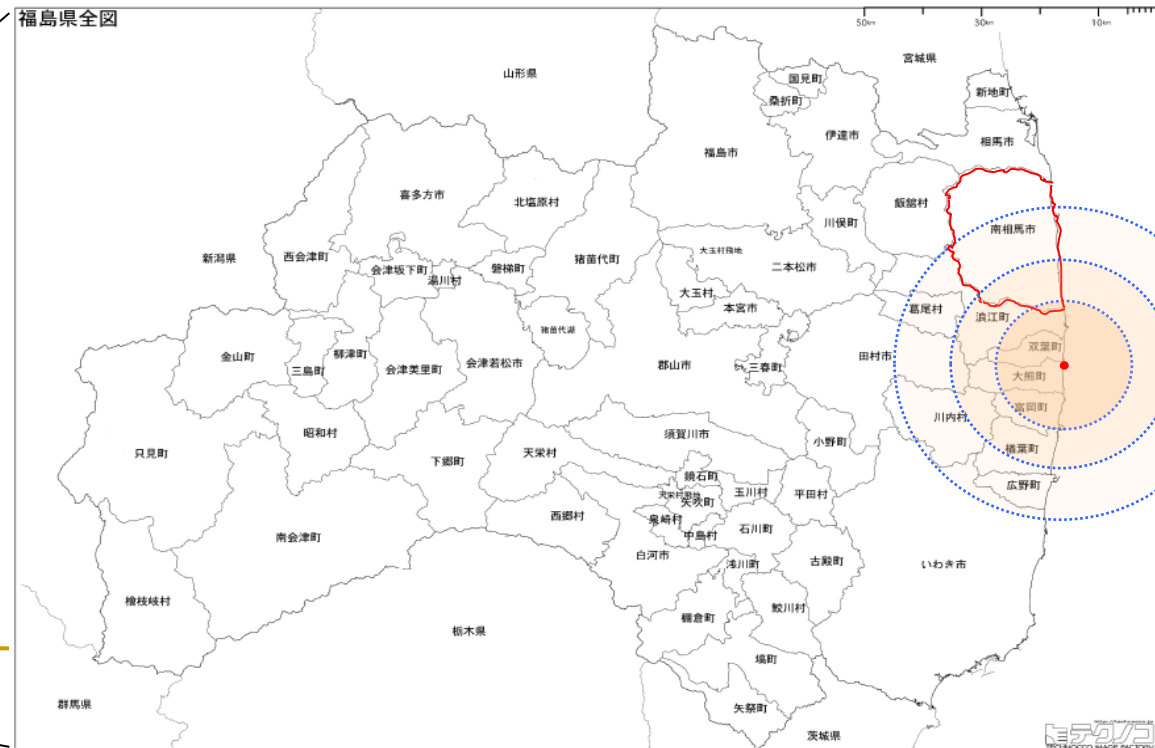 福島県全図
50km
30km
10km
宮城県
山形県
国見町
桑折町
新地町
伊達市
相馬市
福島市
喜多方市
北塩原村
飯舘村
川俣町
南相馬市
大玉村飛地
新潟県
西会津町
猪苗代町
二本松市
会津坂下町
磐梯町
湯川村
大玉村
本宮市
葛尾村
浪江町
猪苗代湖
双葉町
金山町
柳津町
田村市
会津若松市
郡山市
三春町
三島町
会津美里町
大熊町
富岡町
川内村
昭和村
須賀川市
小野町
只見町
下郷町
天栄村
楢葉町
鏡石町
広野町
天栄村飛地
玉川村
平田村
矢吹町
西郷村
泉崎村
石川町
南会津町
中島村
白河市
浅川町
古殿町
いわき市
檜枝岐村
鮫川村
棚倉町
栃木県
塙町
群馬県
矢祭町
茨城県
テクノコ